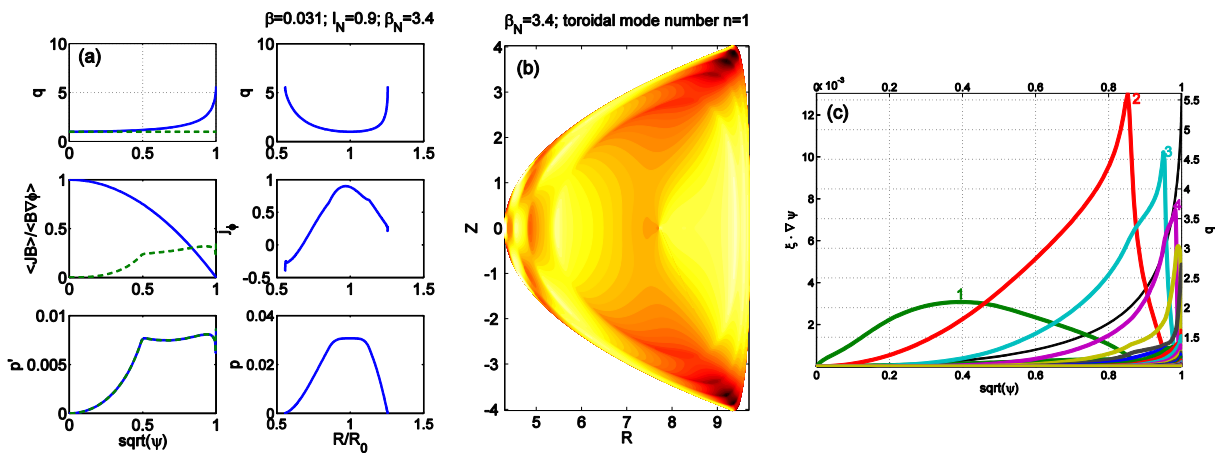 β=0.031; I_N=0.9; β_N=3.4
(a)
q
10
5
0
0 0.5 1
q
10
5
0
0.5 1 1.5
<JB>/<B∇ϕ>
1
0.5
0
0 0.5 1
j_ϕ
1
0.5
0
-0.5
0.5 1 1.5
p'
0.01
0.005
0
0 0.5 1
sqrt(ψ)
p
0.04
0.02
0
0.5 1 1.5
R/R_0
β_N=3.4; toroidal mode number n=1
(b)
Z
4
3
2
1
0
-1
-2
-3
-4
5 6 7 8 9
R
(c)
0 0.2 0.4 0.6 0.8 1
x 10^-3
ξ · ∇ ψ
12
10
8
6
4
2
1
2
3
4
5.5
5
4.5
4
3.5
3
2.5
2
1.5
q
0 0.2 0.4 0.6 0.8 1
sqrt(ψ)